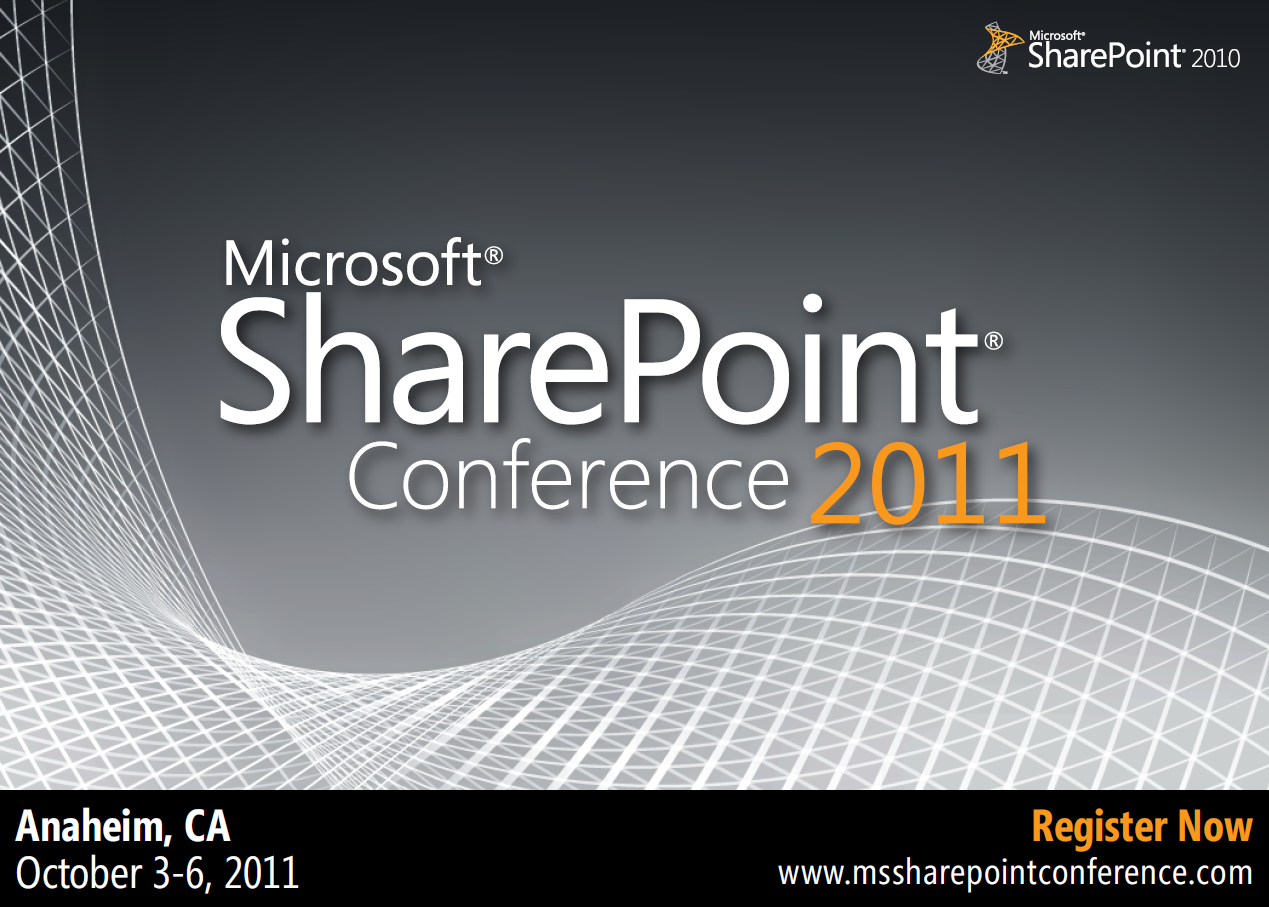 Microsoft®
SharePoint® 2010
Microsoft®
SharePoint®
Conference 2011
Anaheim, CA
October 3-6, 2011
Register Now
www.mssharepointconference.com